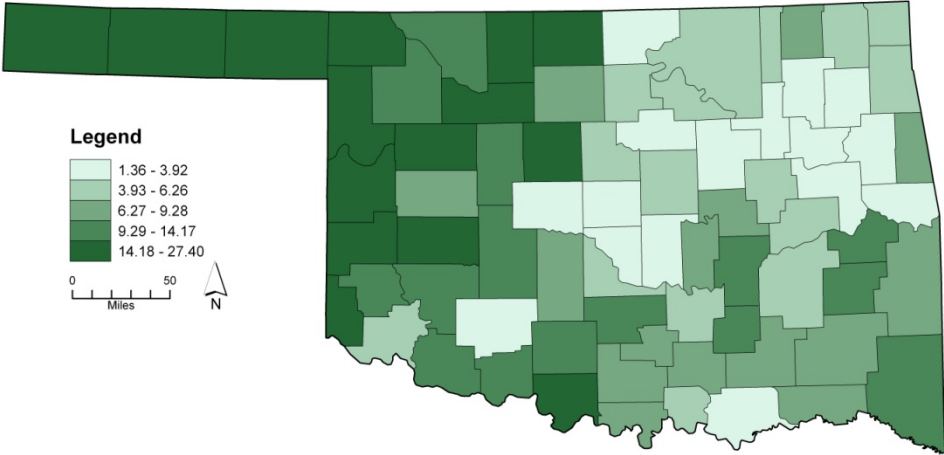 Legend
1.36 - 3.92
3.93 - 6.26
6.27 - 9.28
9.29 - 14.17
14.18 - 27.40
0 50
Miles
N